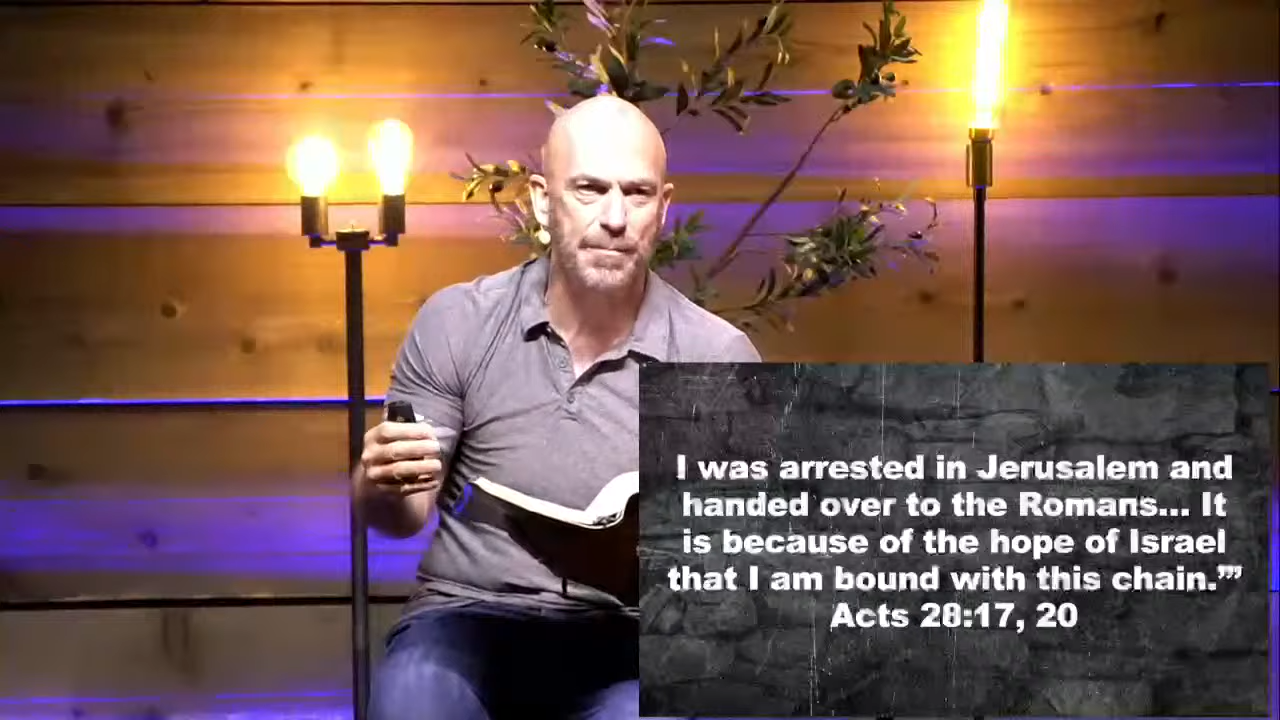 I was arrested in Jerusalem and
handed over to the Romans... It
is because of the hope of Israel
that I am bound with this chain.’”
Acts 28:17, 20